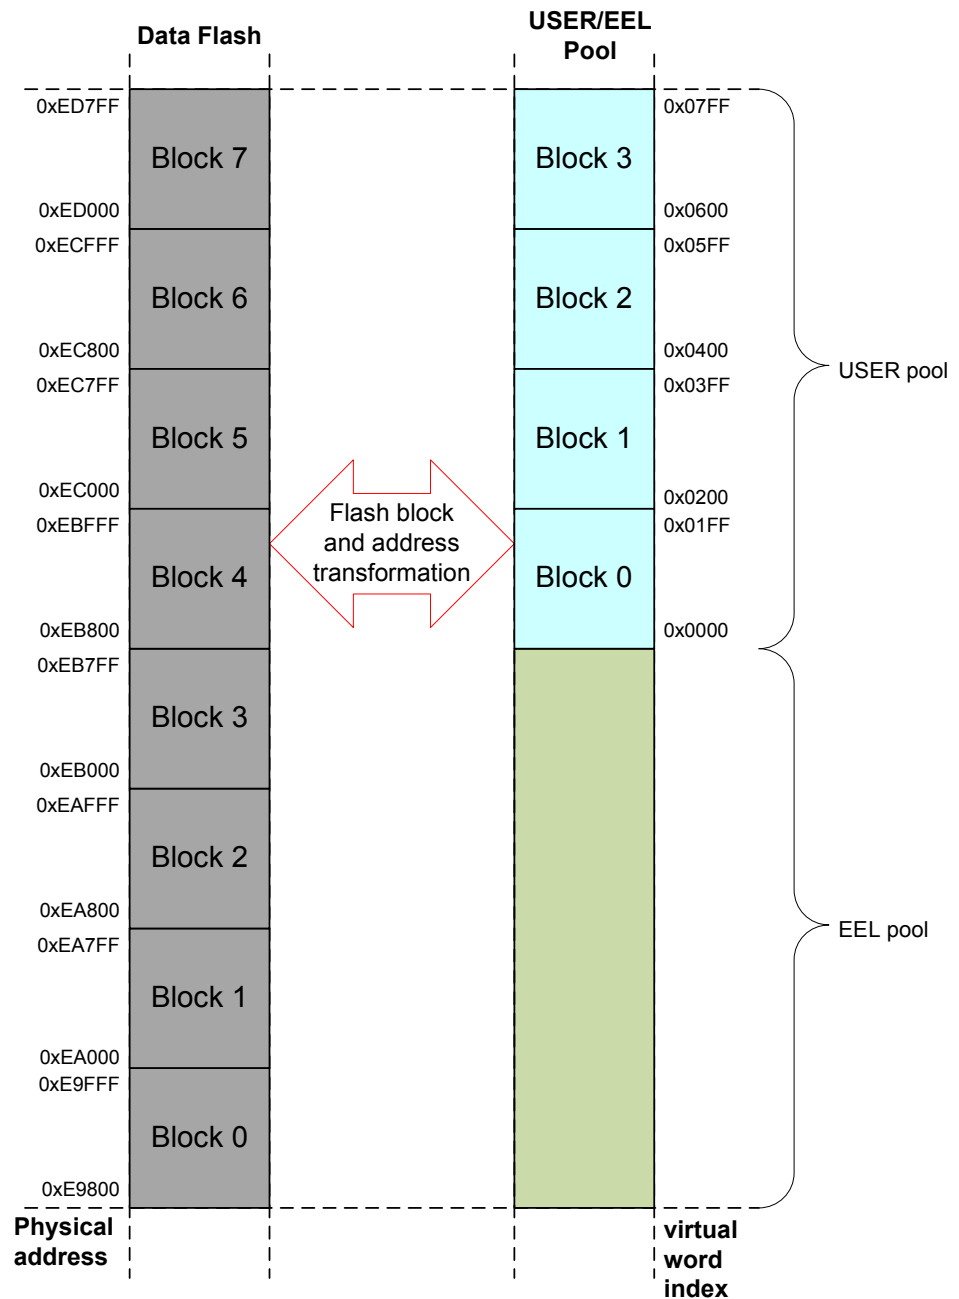 Data Flash
USER/EEL
Pool
0xED7FF
Block 7
0xED000
0xECFFF
Block 6
0xEC800
0xEC7FF
Block 5
0xEC000
0xEBFFF
Block 4
0xEB800
0xEB7FF
Block 3
0xEB000
0xEAFFF
Block 2
0xEA800
0xEA7FF
Block 1
0xEA000
0xE9FFF
Block 0
0xE9800
Physical
address
Flash block
and address
transformation
Block 3
Block 2
Block 1
Block 0
0x07FF
0x0600
0x05FF
0x0400
0x03FF
0x0200
0x01FF
0x0000
virtual
word
index
USER pool
EEL pool